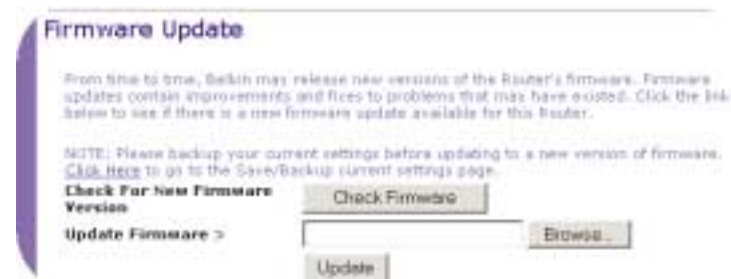 Firmware Update
From time to time, Belkin may release new versions of the Router's firmware. Firmware
updates contain improvements and fixes to problems that may have existed. Click the link
below to see if there is a new firmware update available for this Router.
NOTE: Please backup your current settings before updating to a new version of firmware.
Click Here to go to the Save/Backup current settings page.
Check For New Firmware
Version
Check Firmware
Update Firmware >
Browse...
Update